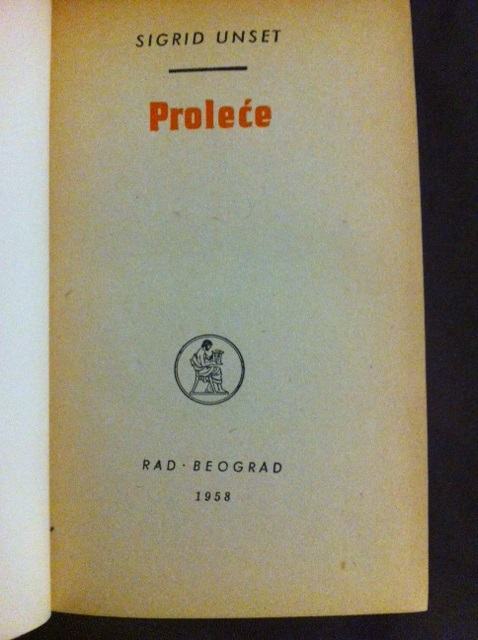 SIGRID UNSET
Proleće
RAD · BEOGRAD
1958